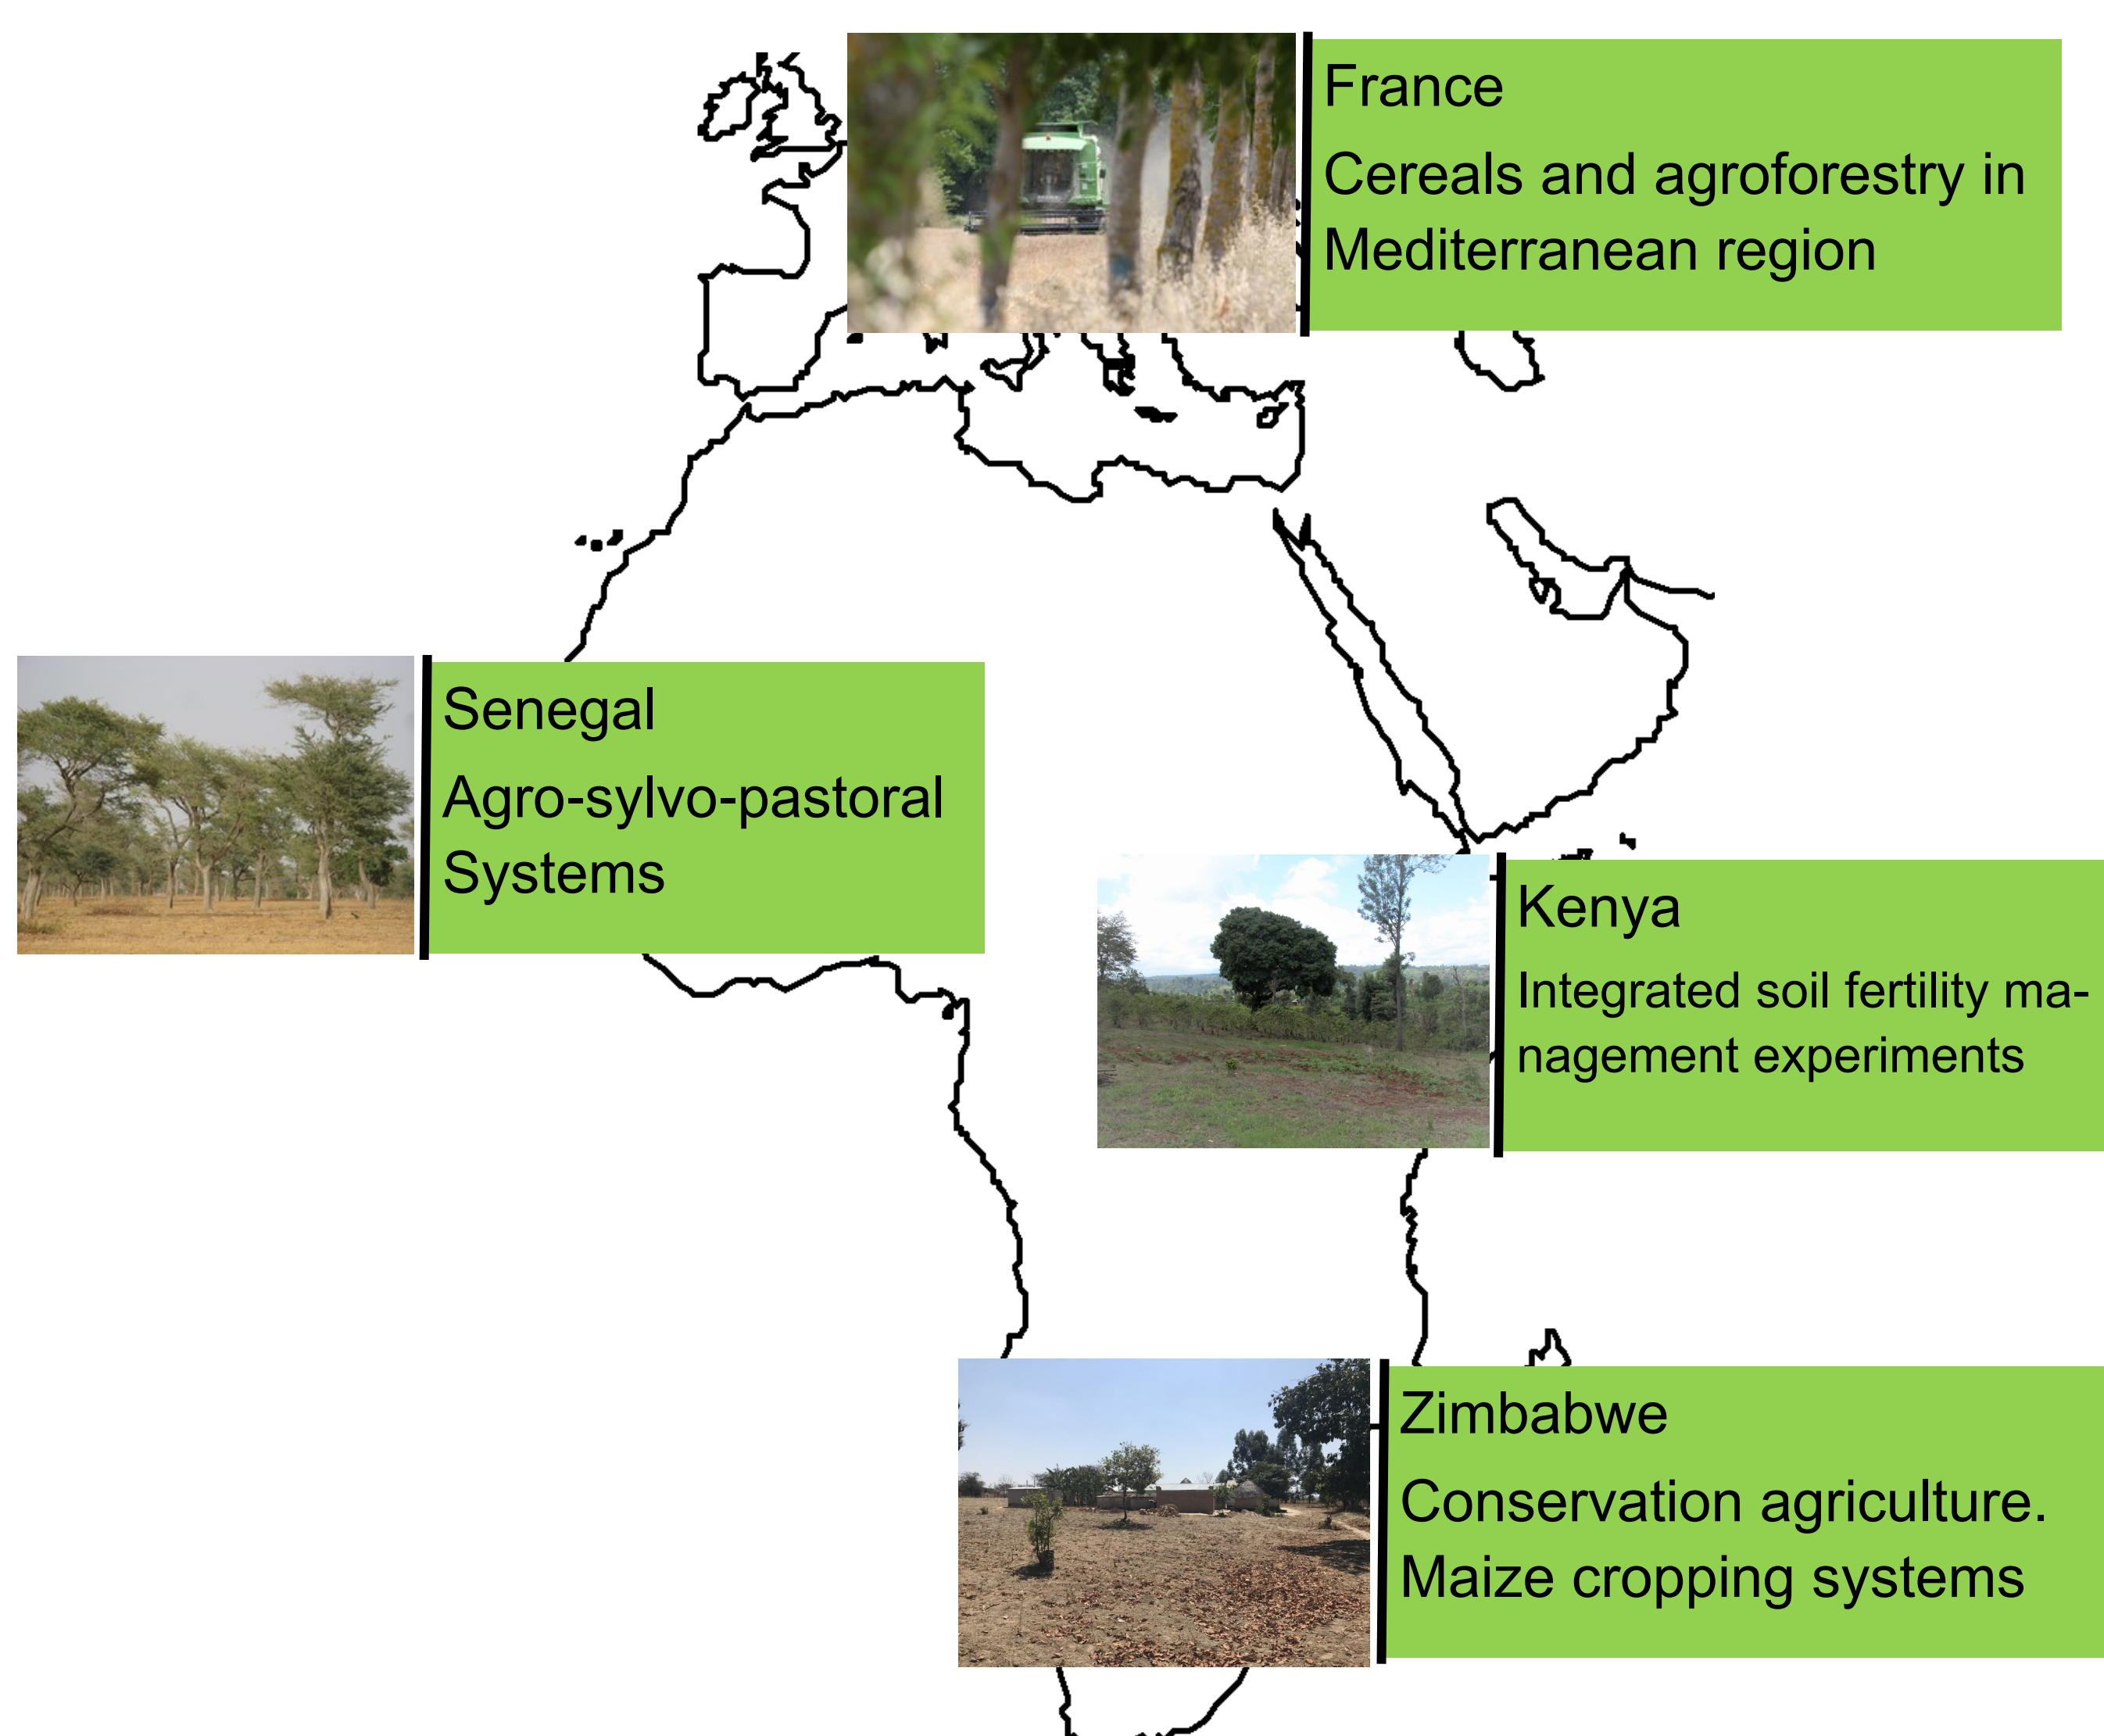 France
Cereals and agroforestry in
Mediterranean region
Senegal
Agro-sylvo-pastoral
Systems
Kenya
Integrated soil fertility ma-
nagement experiments
Zimbabwe
Conservation agriculture.
Maize cropping systems